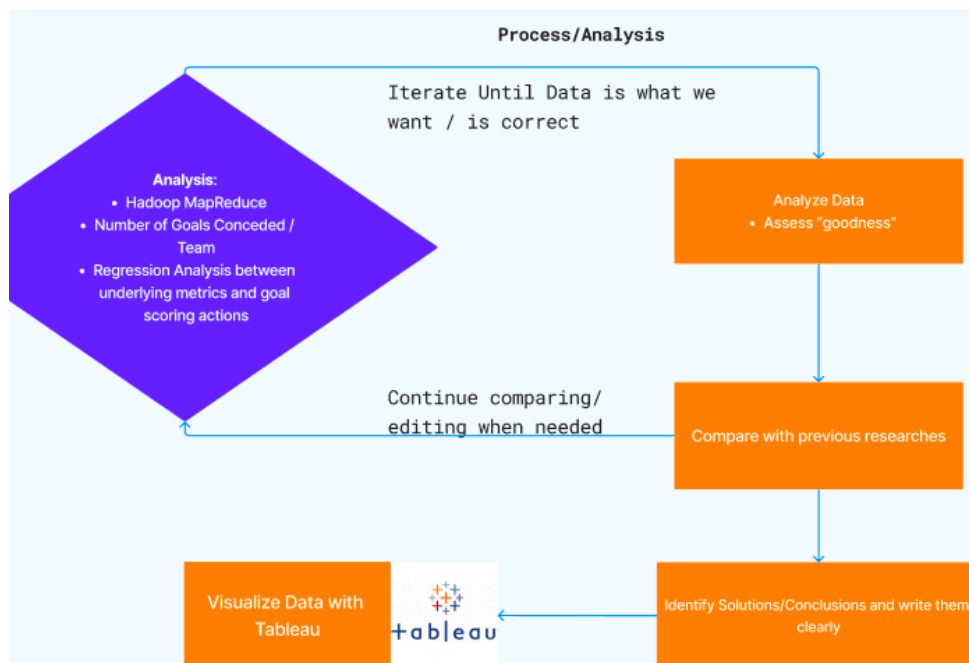 Process/Analysis
Iterate Until Data is what we
want / is correct
Analysis:
• Hadoop MapReduce
• Number of Goals Conceded /
Team
• Regression Analysis between
underlying metrics and goal
scoring actions
Analyze Data
• Assess “goodness”
Continue comparing/
editing when needed
Compare with previous researches
Identify Solutions/Conclusions and write them
clearly
Visualize Data with
Tableau
+ableau